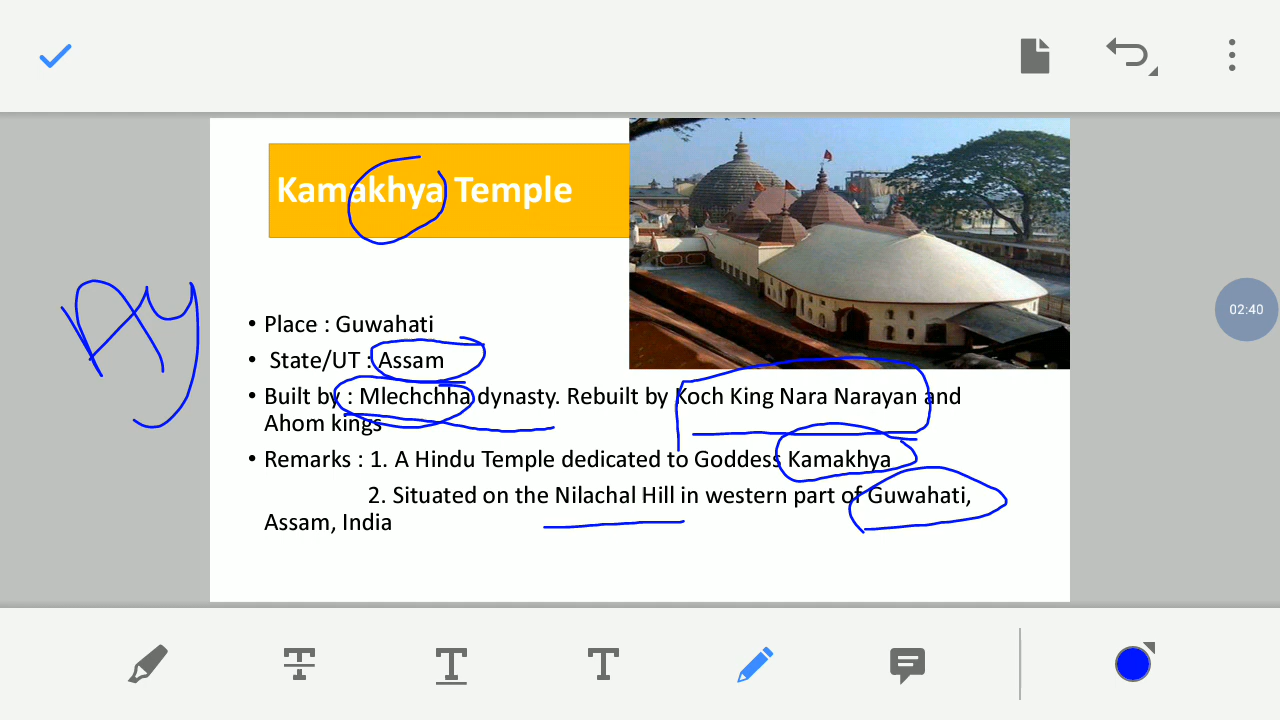 Kamakhya Temple
02:40
• Place : Guwahati
• State/UT : Assam
• Built by : Mlechchha dynasty. Rebuilt by Koch King Nara Narayan and
Ahom kings
• Remarks : 1. A Hindu Temple dedicated to Goddess Kamakhya
2. Situated on the Nilachal Hill in western part of Guwahati,
Assam, India